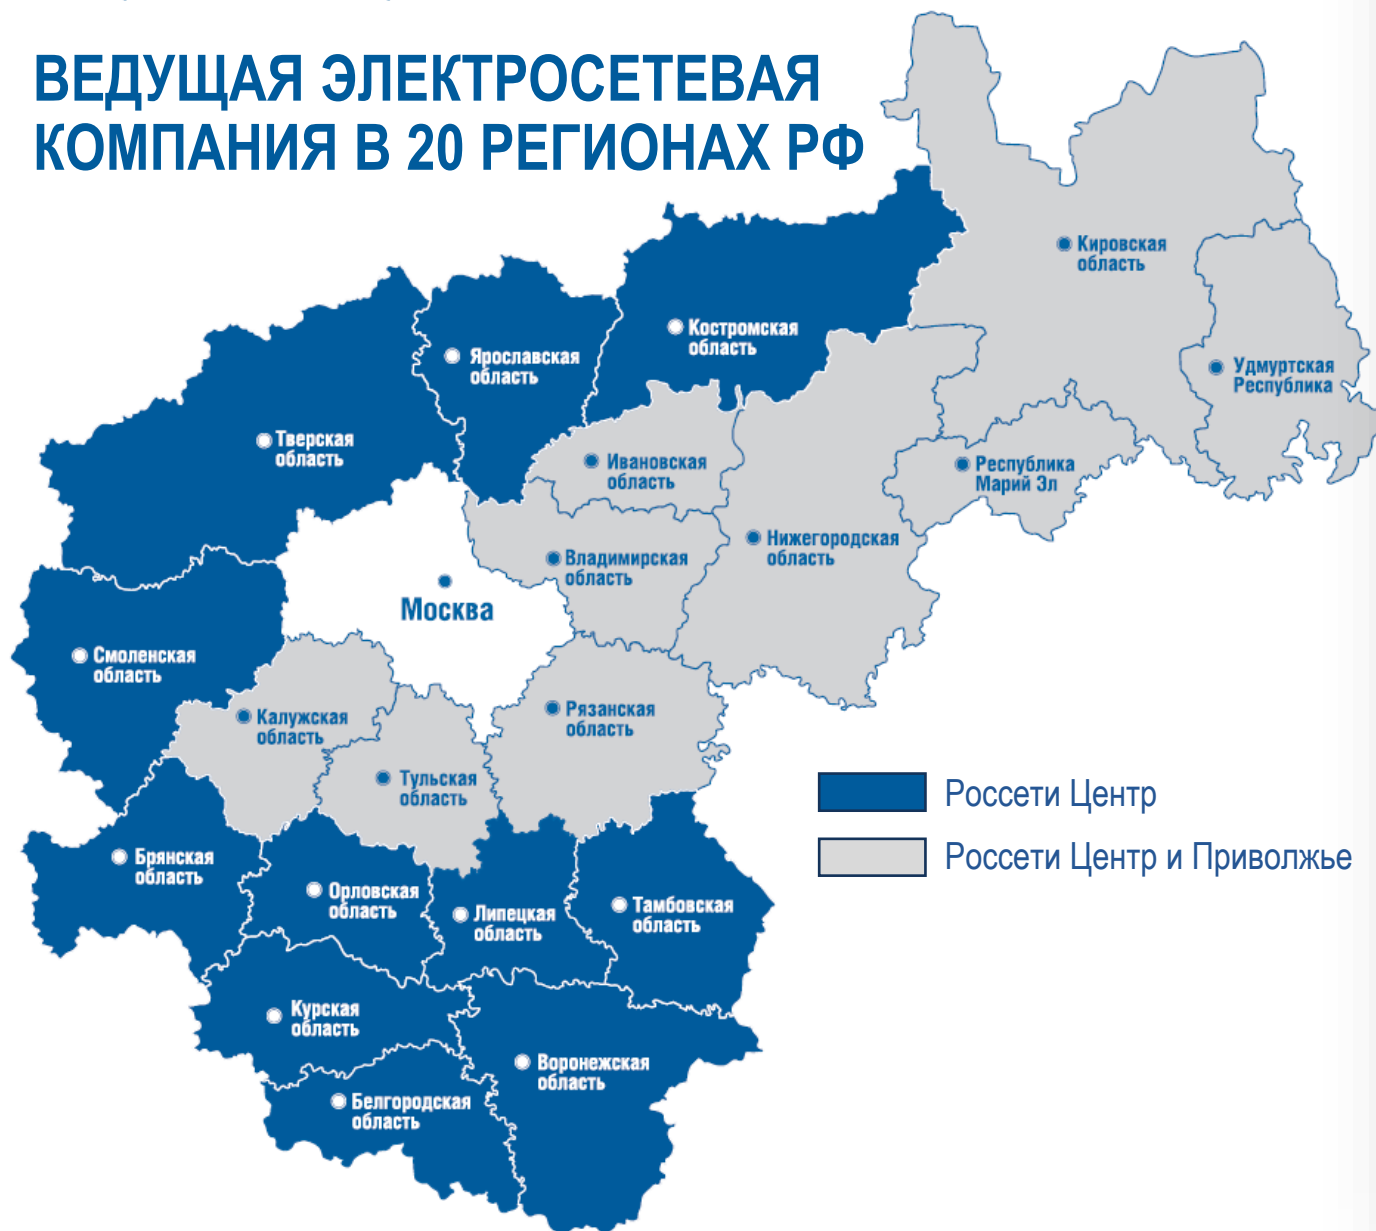 ВЕДУЩАЯ ЭЛЕКТРОСЕТЕВАЯ
КОМПАНИЯ В 20 РЕГИОНАХ РФ
Кировская
область
Костромская
область
Ярославская
область
Удмуртская
Республика
Тверская
область
Ивановская
область
Республика
Марий Эл
Нижегородская
область
Владимирская
область
Москва
Смоленская
область
Калужская
область
Рязанская
область
Тульская
область
Россети Центр
Россети Центр и Приволжье
Брянская
область
Орловская
область
Липецкая
область
Тамбовская
область
Курская
область
Воронежская
область
Белгородская
область